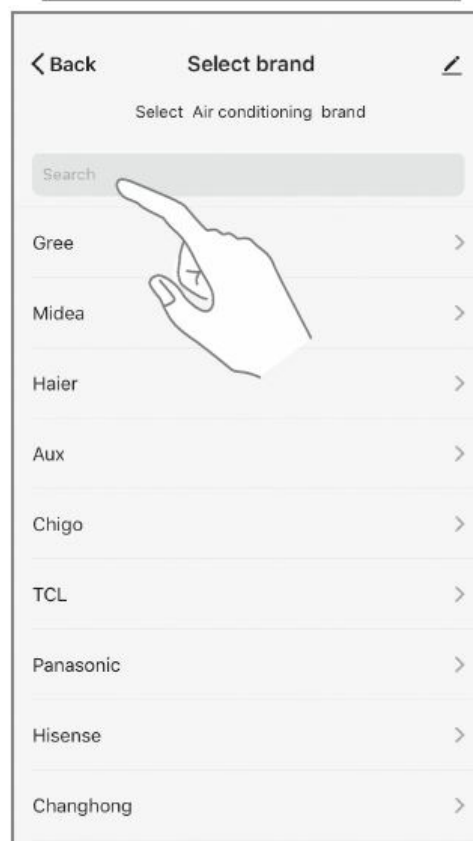 Back
Select brand
Select Air conditioning brand
Search
Gree
Midea
Haier
Aux
Chigo
TCL
Panasonic
Hisense
Changhong